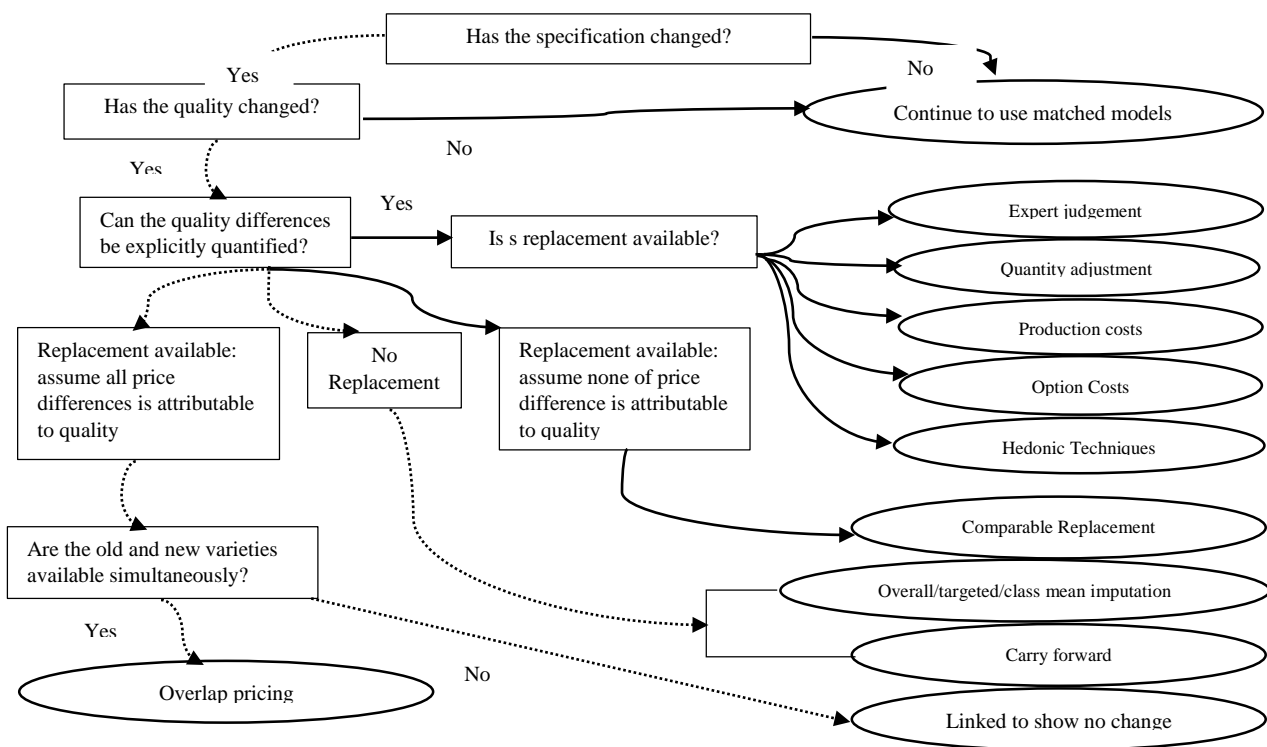 Has the specification changed?
Yes
No
Has the quality changed?
Continue to use matched models
No
Yes
Yes
Can the quality differences
be explicitly quantified?
Is s replacement available?
Expert judgement
Quantity adjustment
Production costs
Option Costs
Hedonic Techniques
Replacement available:
assume all price
differences is attributable
to quality
No
Replacement
Replacement available:
assume none of price
difference is attributable
to quality
Comparable Replacement
Are the old and new varieties
available simultaneously?
Overall/targeted/class mean imputation
Yes
Carry forward
No
Overlap pricing
Linked to show no change